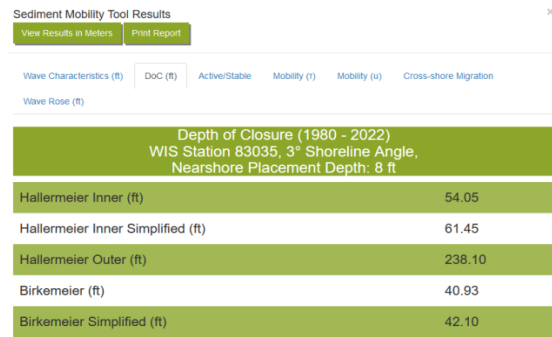 Sediment Mobility Tool Results
×
View Results in Meters Print Report
Wave Characteristics (ft) DoC (ft) Active/Stable Mobility (τ) Mobility (u) Cross-shore Migration
Wave Rose (ft)
Depth of Closure (1980 - 2022)
WIS Station 83035, 3° Shoreline Angle,
Nearshore Placement Depth: 8 ft
Hallermeier Inner (ft) 54.05
Hallermeier Inner Simplified (ft) 61.45
Hallermeier Outer (ft) 238.10
Birkemeier (ft) 40.93
Birkemeier Simplified (ft) 42.10